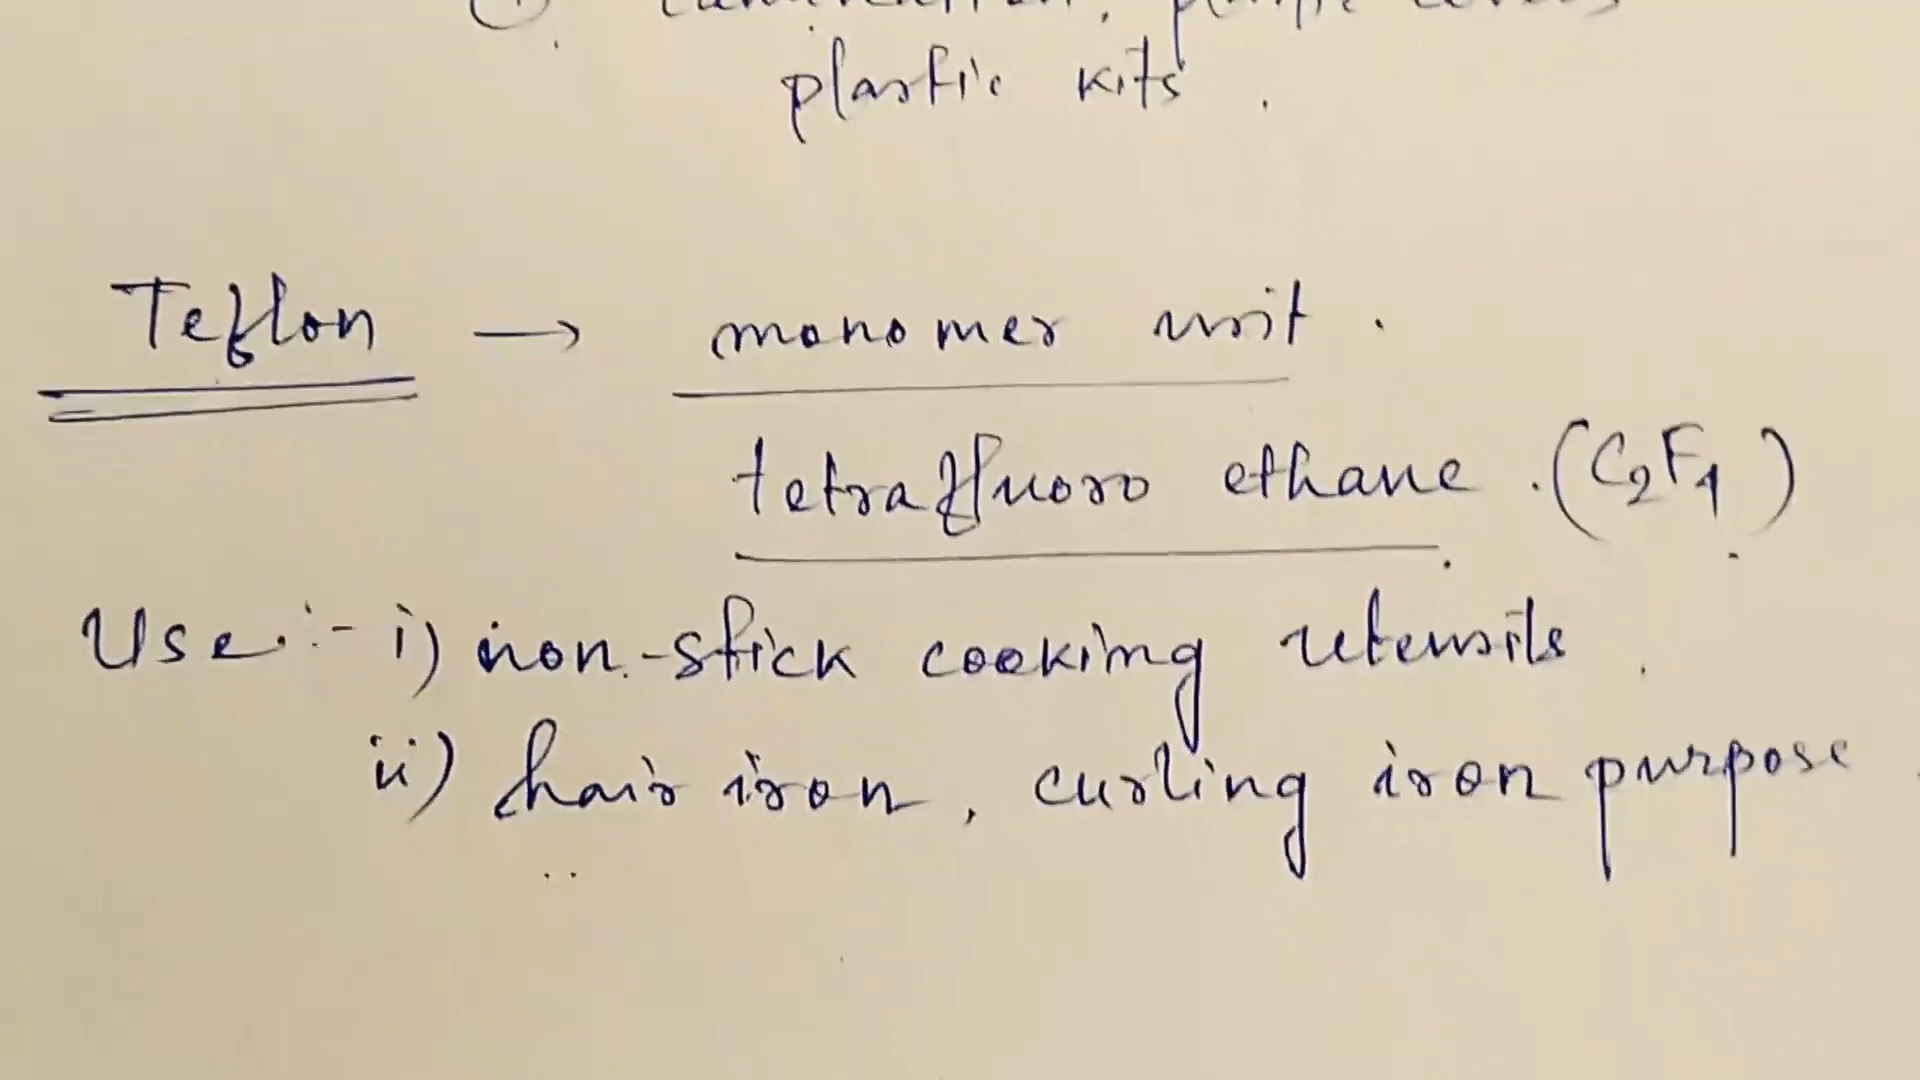 plastic kits .
Teflon → monomer unit .
tetrafluoro ethane . (C₂F₄)
Use :- i) non-stick cooking utensils .
ii) hair iron , curling iron purpose .